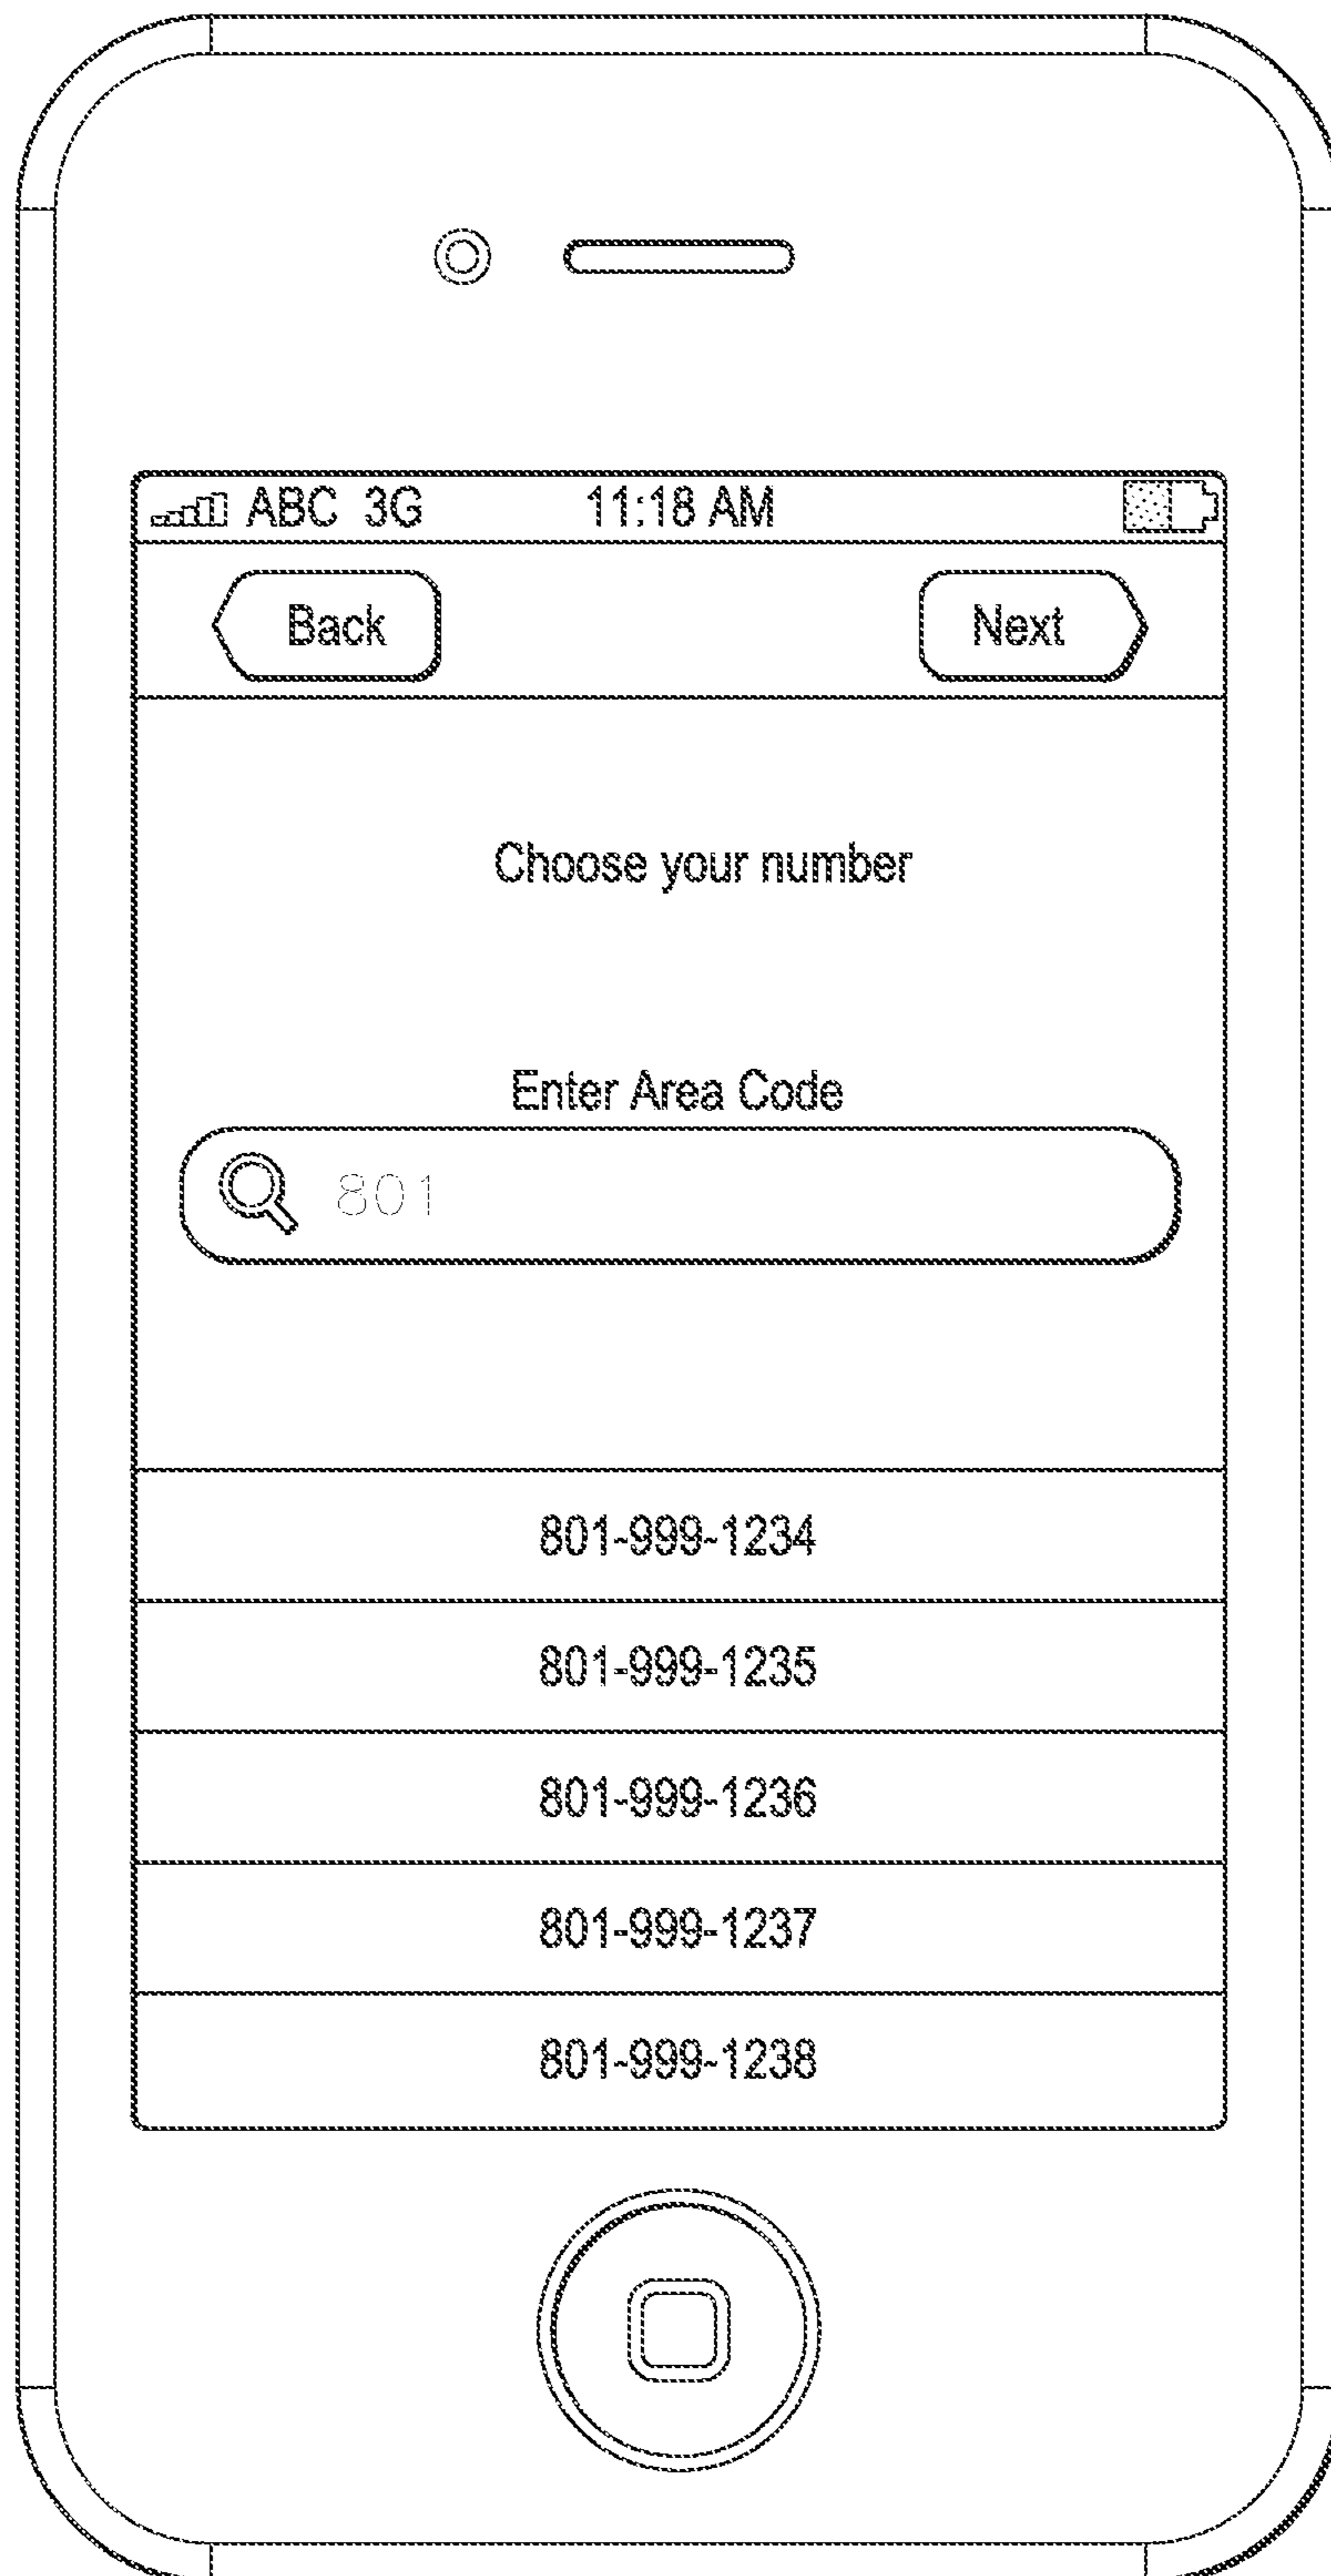 ABC 3G 11:18 AM
Back Next
Choose your number
Enter Area Code
801
801-999-1234
801-999-1235
801-999-1236
801-999-1237
801-999-1238